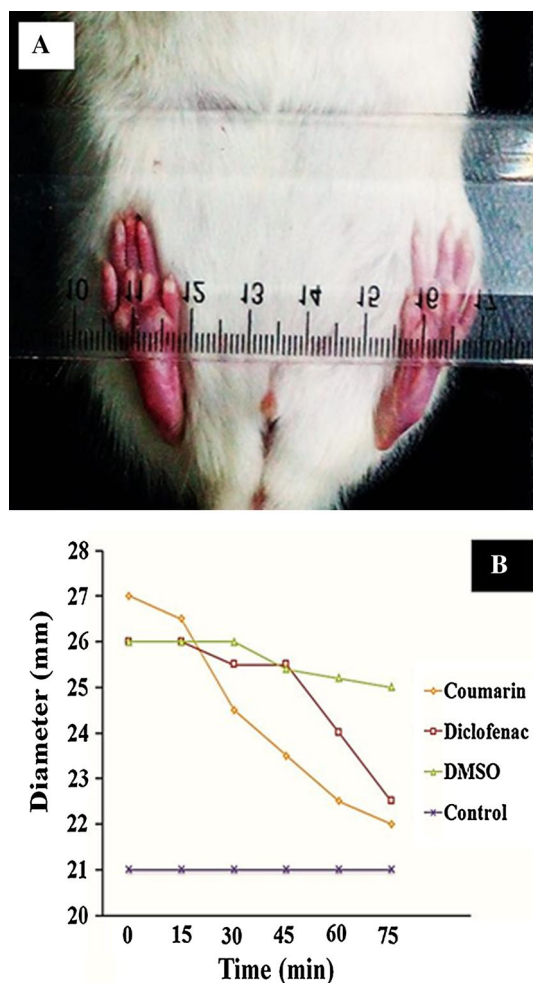 A
10 11 12 13 14 15 16 17
B
28
27
26
25
24
23
22
21
20
Diameter (mm)
0 15 30 45 60 75
Time (min)
Coumarin
Diclofenac
DMSO
Control